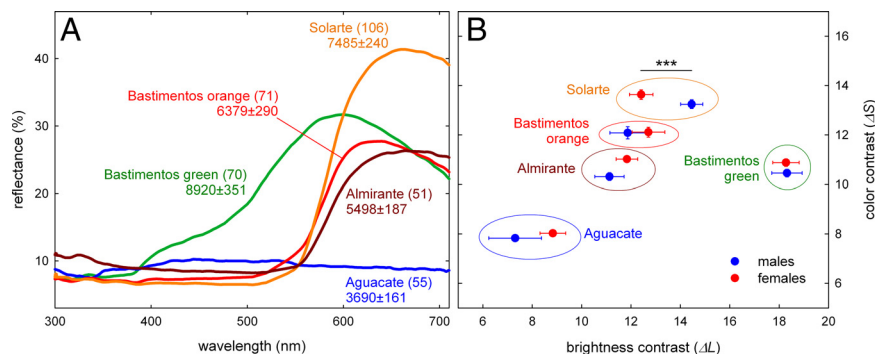 A
Solarte (106)
7485±240
Bastimentos orange (71)
6379±290
Bastimentos green (70)
8920±351
Almirante (51)
5498±187
Aguacate (55)
3690±161
reflectance (%)
40
30
20
10
300 400 500 600 700
wavelength (nm)
B
***
Solarte
Bastimentos
orange
Almirante
Bastimentos
green
Aguacate
males
females
16
14
12
10
8
6
color contrast (ΔS)
6 8 10 12 14 16 18 20
brightness contrast (ΔL)